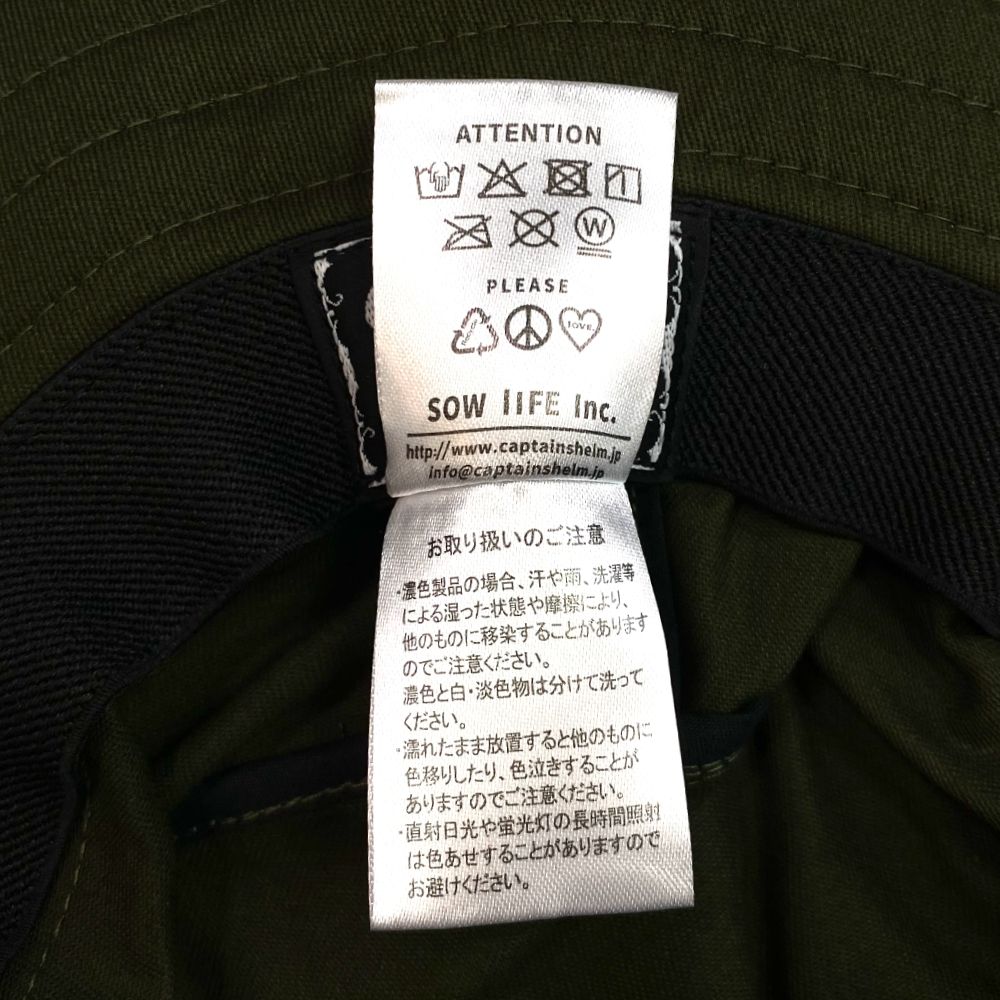 ATTENTION
W
PLEASE
love.
SOW lIFE Inc.
http://www.captainshelm.jp
info@captainshelm.jp
お取り扱いのご注意
・濃色製品の場合、汗や雨、洗濯等
による湿った状態や摩擦により、
他のものに移染することがあります
のでご注意ください。
濃色と白・淡色物は分けて洗って
ください。
・濡れたまま放置すると他のものに
色移りしたり、色泣きすることが
ありますのでご注意ください。
・直射日光や蛍光灯の長時間照射
は色あせすることがありますので
お避けください。